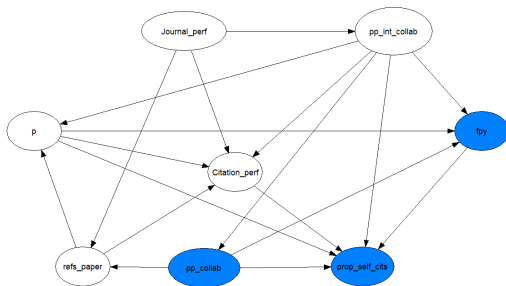 Journal_perf
pp_int_collab
p
fpy
Citation_perf
refs_paper
pp_collab
prop_self_cits